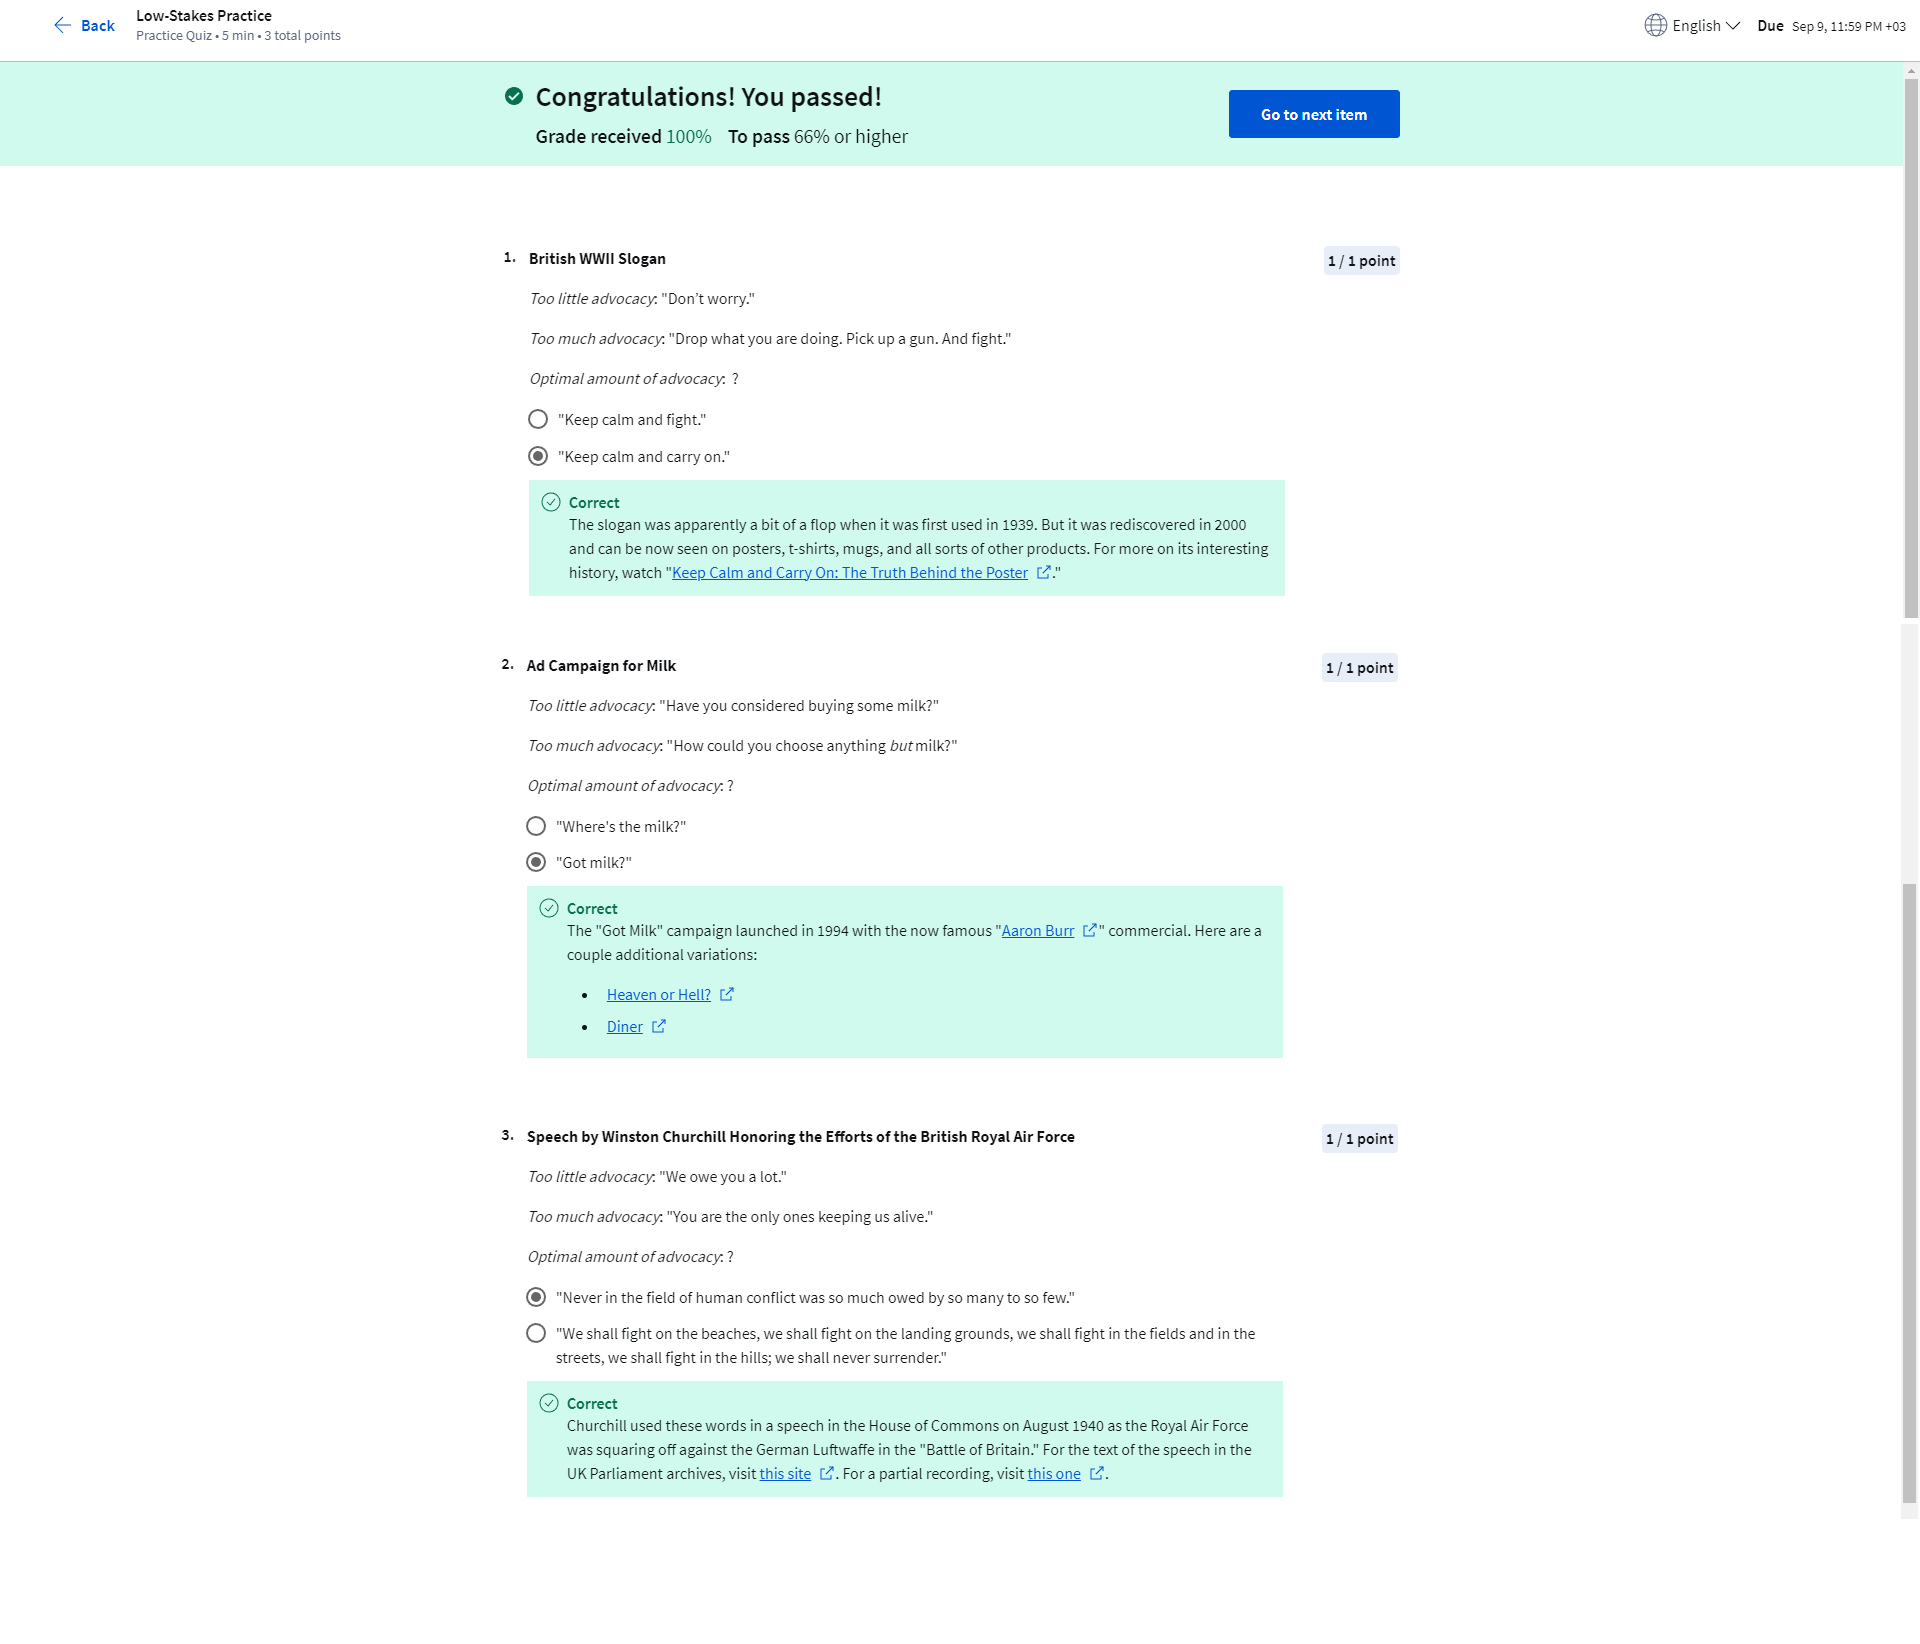 Back
Low-Stakes Practice
Practice Quiz • 5 min • 3 total points
English
Due Sep 9, 11:59 PM +03
Congratulations! You passed!
Grade received 100% To pass 66% or higher
Go to next item
1. British WWII Slogan
1 / 1 point
Too little advocacy: "Don’t worry."
Too much advocacy: "Drop what you are doing. Pick up a gun. And fight."
Optimal amount of advocacy: ?
"Keep calm and fight."
"Keep calm and carry on."
Correct
The slogan was apparently a bit of a flop when it was first used in 1939. But it was rediscovered in 2000
and can be now seen on posters, t-shirts, mugs, and all sorts of other products. For more on its interesting
history, watch "Keep Calm and Carry On: The Truth Behind the Poster."
2. Ad Campaign for Milk
1 / 1 point
Too little advocacy: "Have you considered buying some milk?"
Too much advocacy: "How could you choose anything but milk?"
Optimal amount of advocacy: ?
"Where's the milk?"
"Got milk?"
Correct
The "Got Milk" campaign launched in 1994 with the now famous "Aaron Burr" commercial. Here are a
couple additional variations:
• Heaven or Hell?
• Diner
3. Speech by Winston Churchill Honoring the Efforts of the British Royal Air Force
1 / 1 point
Too little advocacy: "We owe you a lot."
Too much advocacy: "You are the only ones keeping us alive."
Optimal amount of advocacy: ?
"Never in the field of human conflict was so much owed by so many to so few."
"We shall fight on the beaches, we shall fight on the landing grounds, we shall fight in the fields and in the
streets, we shall fight in the hills; we shall never surrender."
Correct
Churchill used these words in a speech in the House of Commons on August 1940 as the Royal Air Force
was squaring off against the German Luftwaffe in the "Battle of Britain." For the text of the speech in the
UK Parliament archives, visit this site. For a partial recording, visit this one.